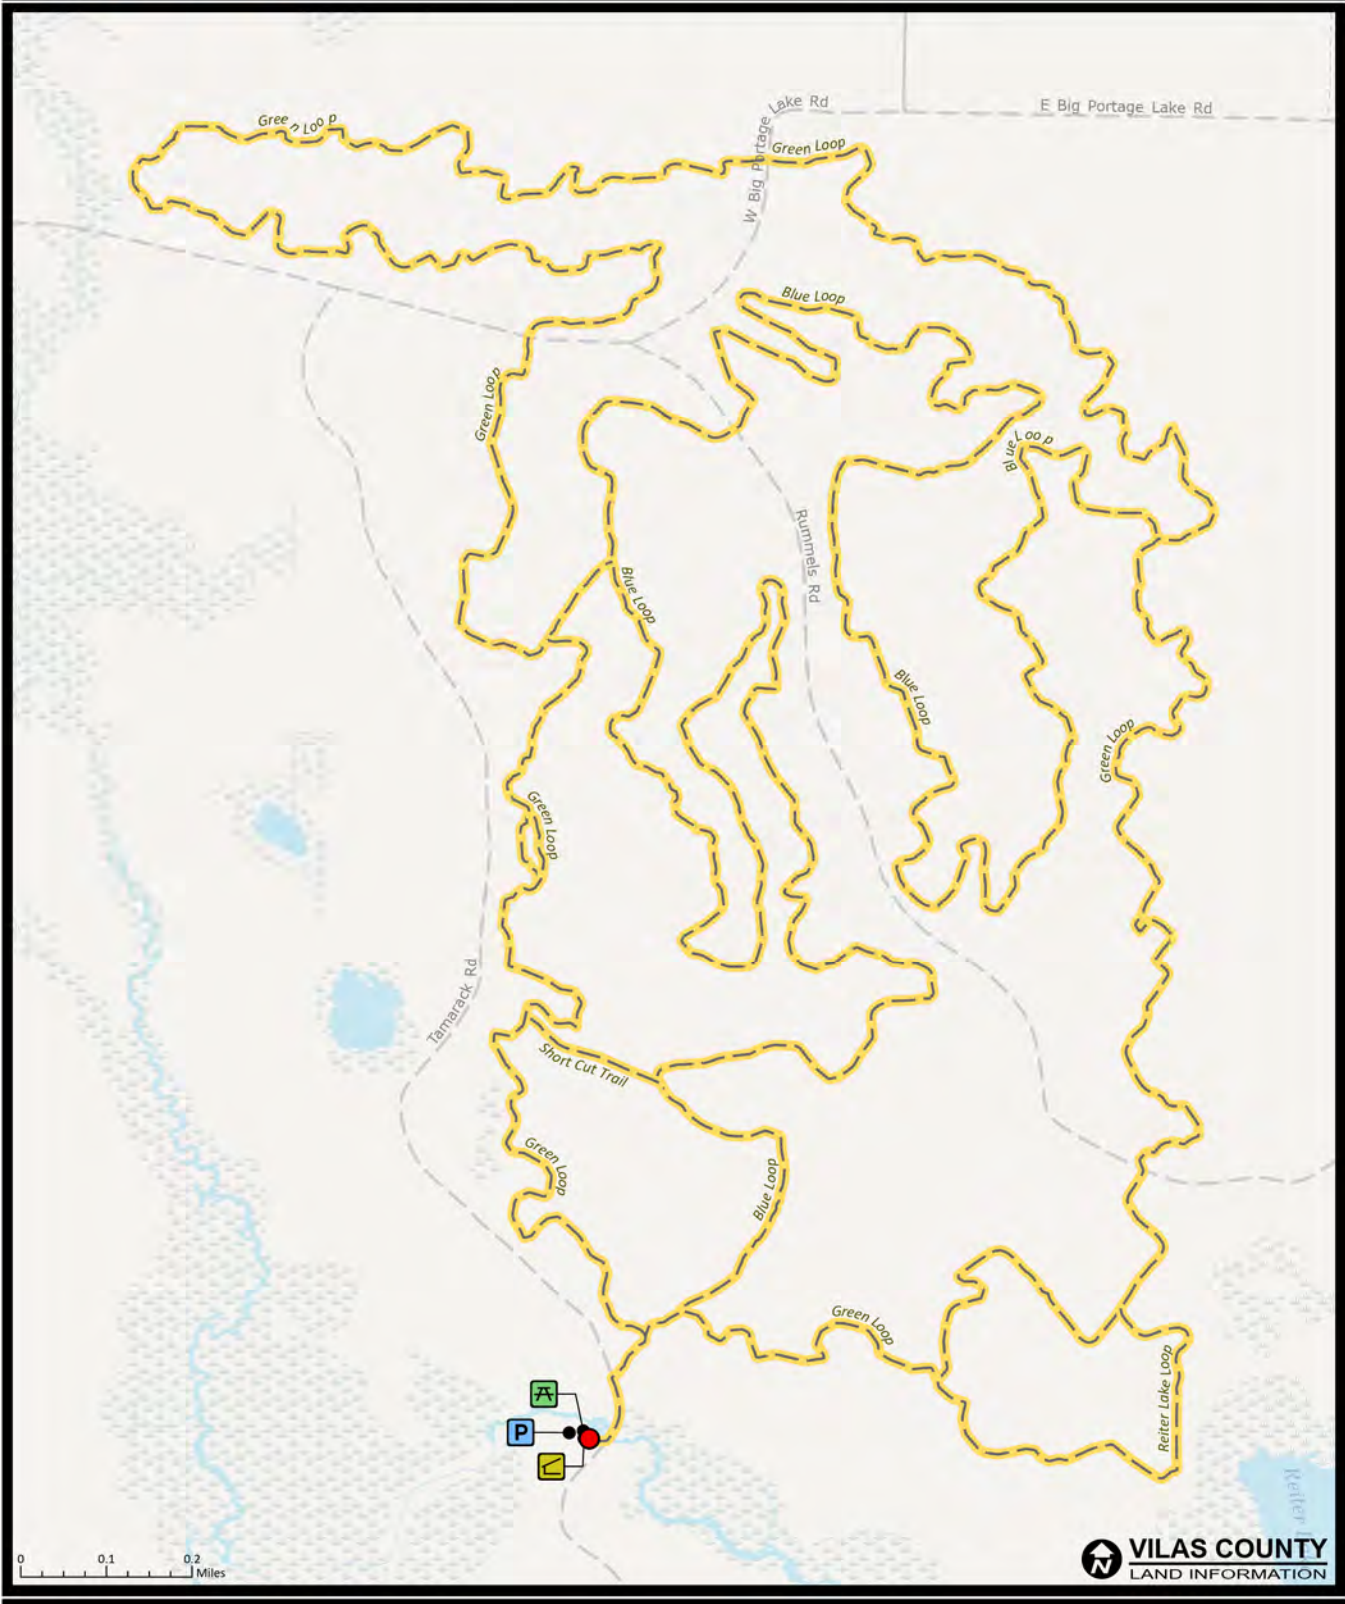 Lake Rd
E Big Portage Lake Rd
Green Loop
W Big Portage
Green Loop
Blue Loop
Green Loop
Blue Loop
Rummels Rd
Blue Loop
Blue Loop
Green Loop
Green Loop
Tamarack Rd
Short Cut Trail
Green Loop
Blue Loop
Green Loop
Reiter Lake Loop
P
Reiter
N
VILAS COUNTY
LAND INFORMATION
0 0.1 0.2
Miles